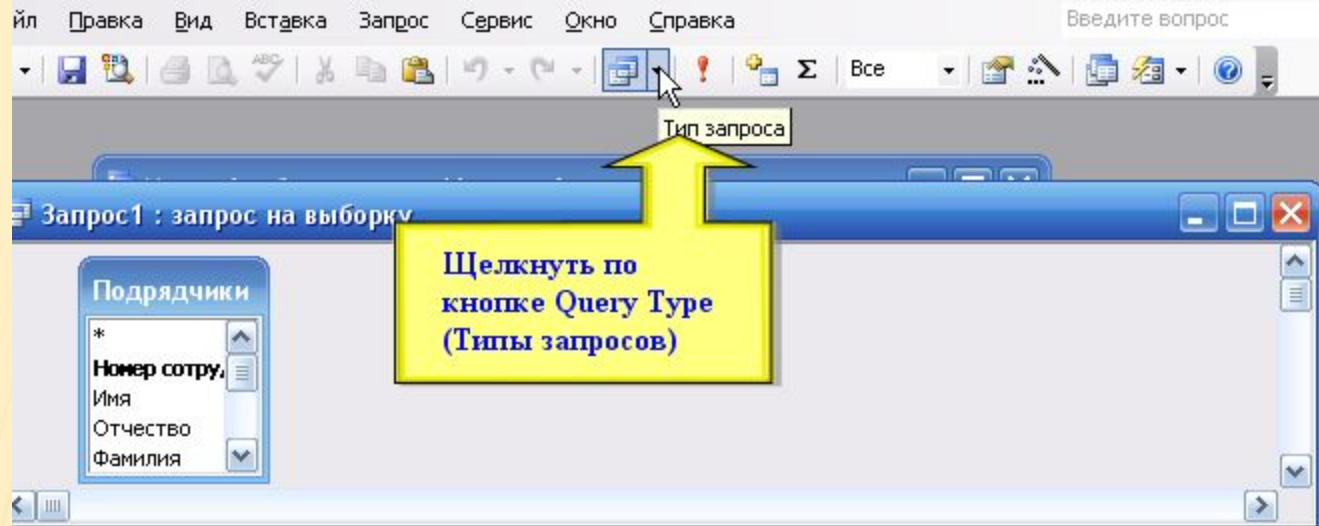 йл Правка Вид Вставка Запрос Сервис Окно Справка Введите вопрос
ABC Σ Все
Тип запроса
Запрос1 : запрос на выборку
Щелкнуть по
кнопке Query Type
(Типы запросов)
Подрядчики
*
Номер сотру
Имя
Отчество
Фамилия